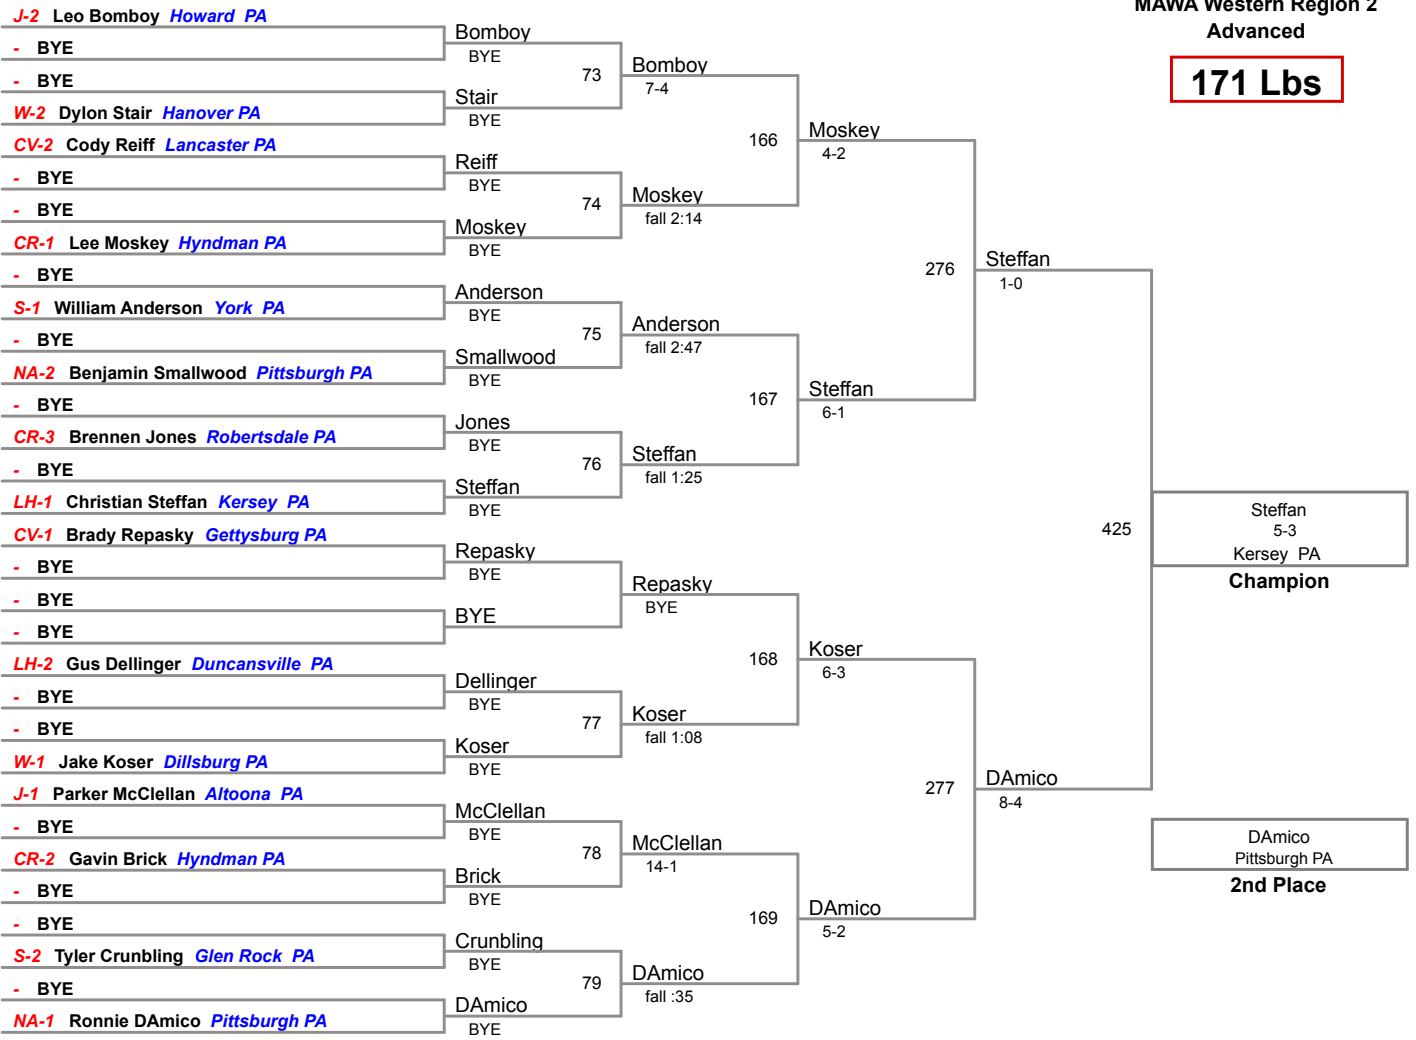 MAWA Western Region 2
Advanced
171 Lbs
J-2 Leo Bomboy Howard PA
- BYE
- BYE
W-2 Dylon Stair Hanover PA
CV-2 Cody Reiff Lancaster PA
- BYE
- BYE
CR-1 Lee Moskey Hyndman PA
- BYE
S-1 William Anderson York PA
- BYE
NA-2 Benjamin Smallwood Pittsburgh PA
- BYE
CR-3 Brennen Jones Robertsdale PA
- BYE
LH-1 Christian Steffan Kersey PA
CV-1 Brady Repasky Gettysburg PA
- BYE
- BYE
- BYE
LH-2 Gus Dellinger Duncansville PA
- BYE
- BYE
W-1 Jake Koser Dillsburg PA
J-1 Parker McClellan Altoona PA
- BYE
CR-2 Gavin Brick Hyndman PA
- BYE
- BYE
S-2 Tyler Crunbling Glen Rock PA
- BYE
NA-1 Ronnie DAmico Pittsburgh PA
Bomboy
BYE
73
Stair
BYE
Reiff
BYE
74
Moskey
BYE
Anderson
BYE
75
Smallwood
BYE
Jones
BYE
76
Steffan
BYE
Repasky
BYE
BYE
Dellinger
BYE
77
Koser
BYE
McClellan
BYE
78
Brick
BYE
Crunbling
BYE
79
DAmico
BYE
Bomboy
7-4
166
Moskey
fall 2:14
Anderson
fall 2:47
167
Steffan
fall 1:25
Repasky
BYE
168
Koser
fall 1:08
McClellan
14-1
169
DAmico
fall :35
Moskey
4-2
276
Steffan
6-1
Koser
6-3
277
DAmico
5-2
Steffan
1-0
425
DAmico
8-4
Steffan
5-3
Kersey PA
Champion
DAmico
Pittsburgh PA
2nd Place